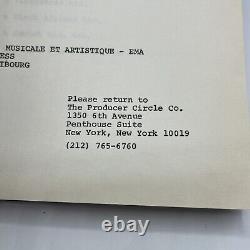 MUSICALE ET ARTISTIQUE - EMA
ESS
IBOURG
Please return to
The Producer Circle Co.
1350 6th Avenue
Penthouse Suite
New York, New York 10019
(212) 765-6760